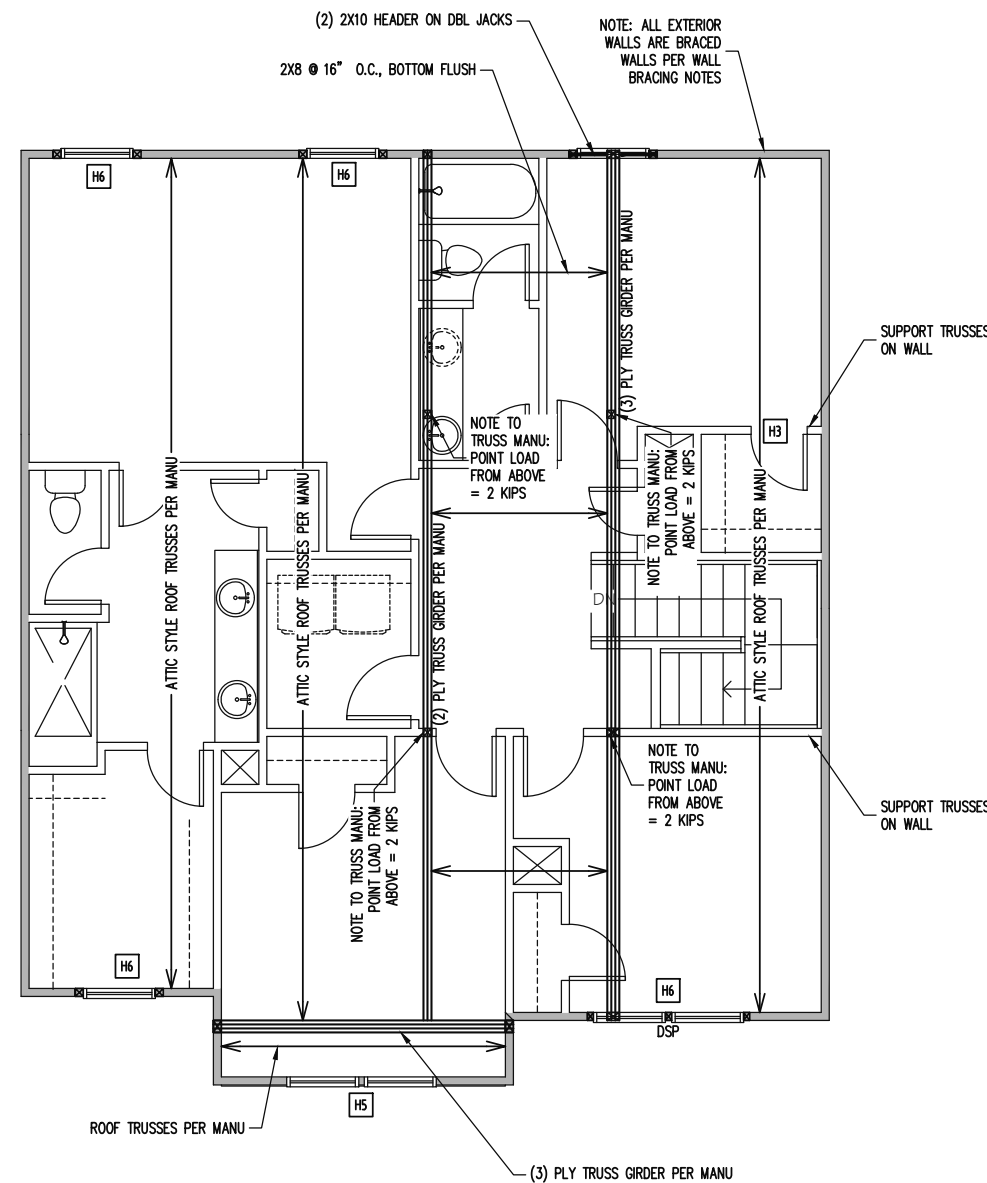 (2) 2X10 HEADER ON DBL JACKS
NOTE: ALL EXTERIOR
WALLS ARE BRACED
WALLS PER WALL
BRACING NOTES
2X8 @ 16" O.C., BOTTOM FLUSH
H6
H6
(3) PLY TRUSS GIRDER PER MANU
SUPPORT TRUSSES
ON WALL
H3
NOTE TO
TRUSS MANU:
POINT LOAD
FROM ABOVE
= 2 KIPS
NOTE TO TRUSS MANU:
POINT LOAD FROM
ABOVE = 2 KIPS
ATTIC STYLE ROOF TRUSSES PER MANU
ATTIC STYLE ROOF TRUSSES PER MANU
(2) PLY TRUSS GIRDER PER MANU
ATTIC STYLE ROOF TRUSSES PER MANU
DN
NOTE TO TRUSS MANU:
POINT LOAD FROM
ABOVE = 2 KIPS
NOTE TO
TRUSS MANU:
POINT LOAD
FROM ABOVE
= 2 KIPS
SUPPORT TRUSSES
ON WALL
H6
H6
DSP
H5
ROOF TRUSSES PER MANU
(3) PLY TRUSS GIRDER PER MANU